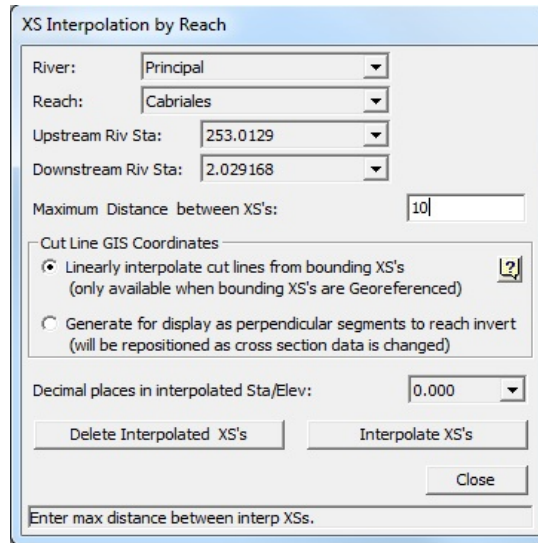 XS Interpolation by Reach
River: Principal
Reach: Cabriales
Upstream Riv Sta: 253.0129
Downstream Riv Sta: 2.029168
Maximum Distance between XS's: 10
Cut Line GIS Coordinates
Linearly interpolate cut lines from bounding XS's
(only available when bounding XS's are Georeferenced)
?
Generate for display as perpendicular segments to reach invert
(will be repositioned as cross section data is changed)
Decimal places in interpolated Sta/Elev: 0.000
Delete Interpolated XS's Interpolate XS's
Close
Enter max distance between interp XSs.